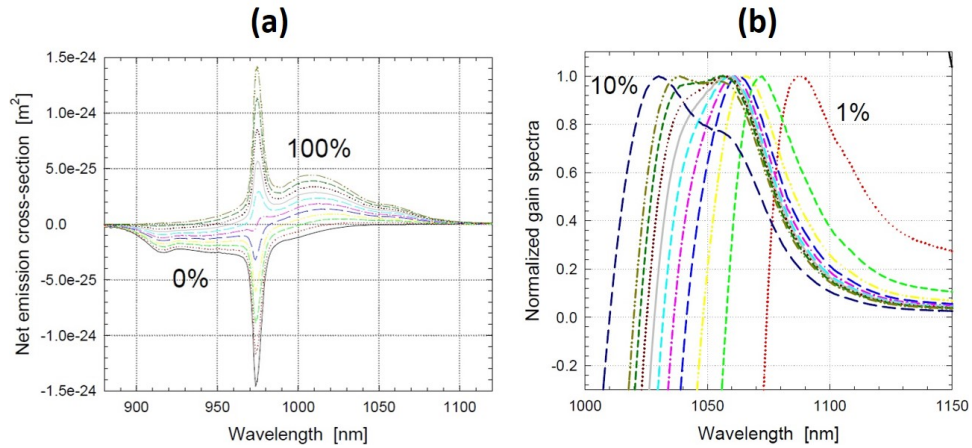 (a)
Net emission cross-section [m²]
1.5e-24
1.0e-24
5.0e-25
0.0
-5.0e-25
-1.0e-24
-1.5e-24
100%
0%
900
950
1000
1050
1100
Wavelength [nm]
(b)
Normalized gain spectra
1.0
0.8
0.6
0.4
0.2
0.0
-0.2
10%
1%
1000
1050
1100
1150
Wavelength [nm]